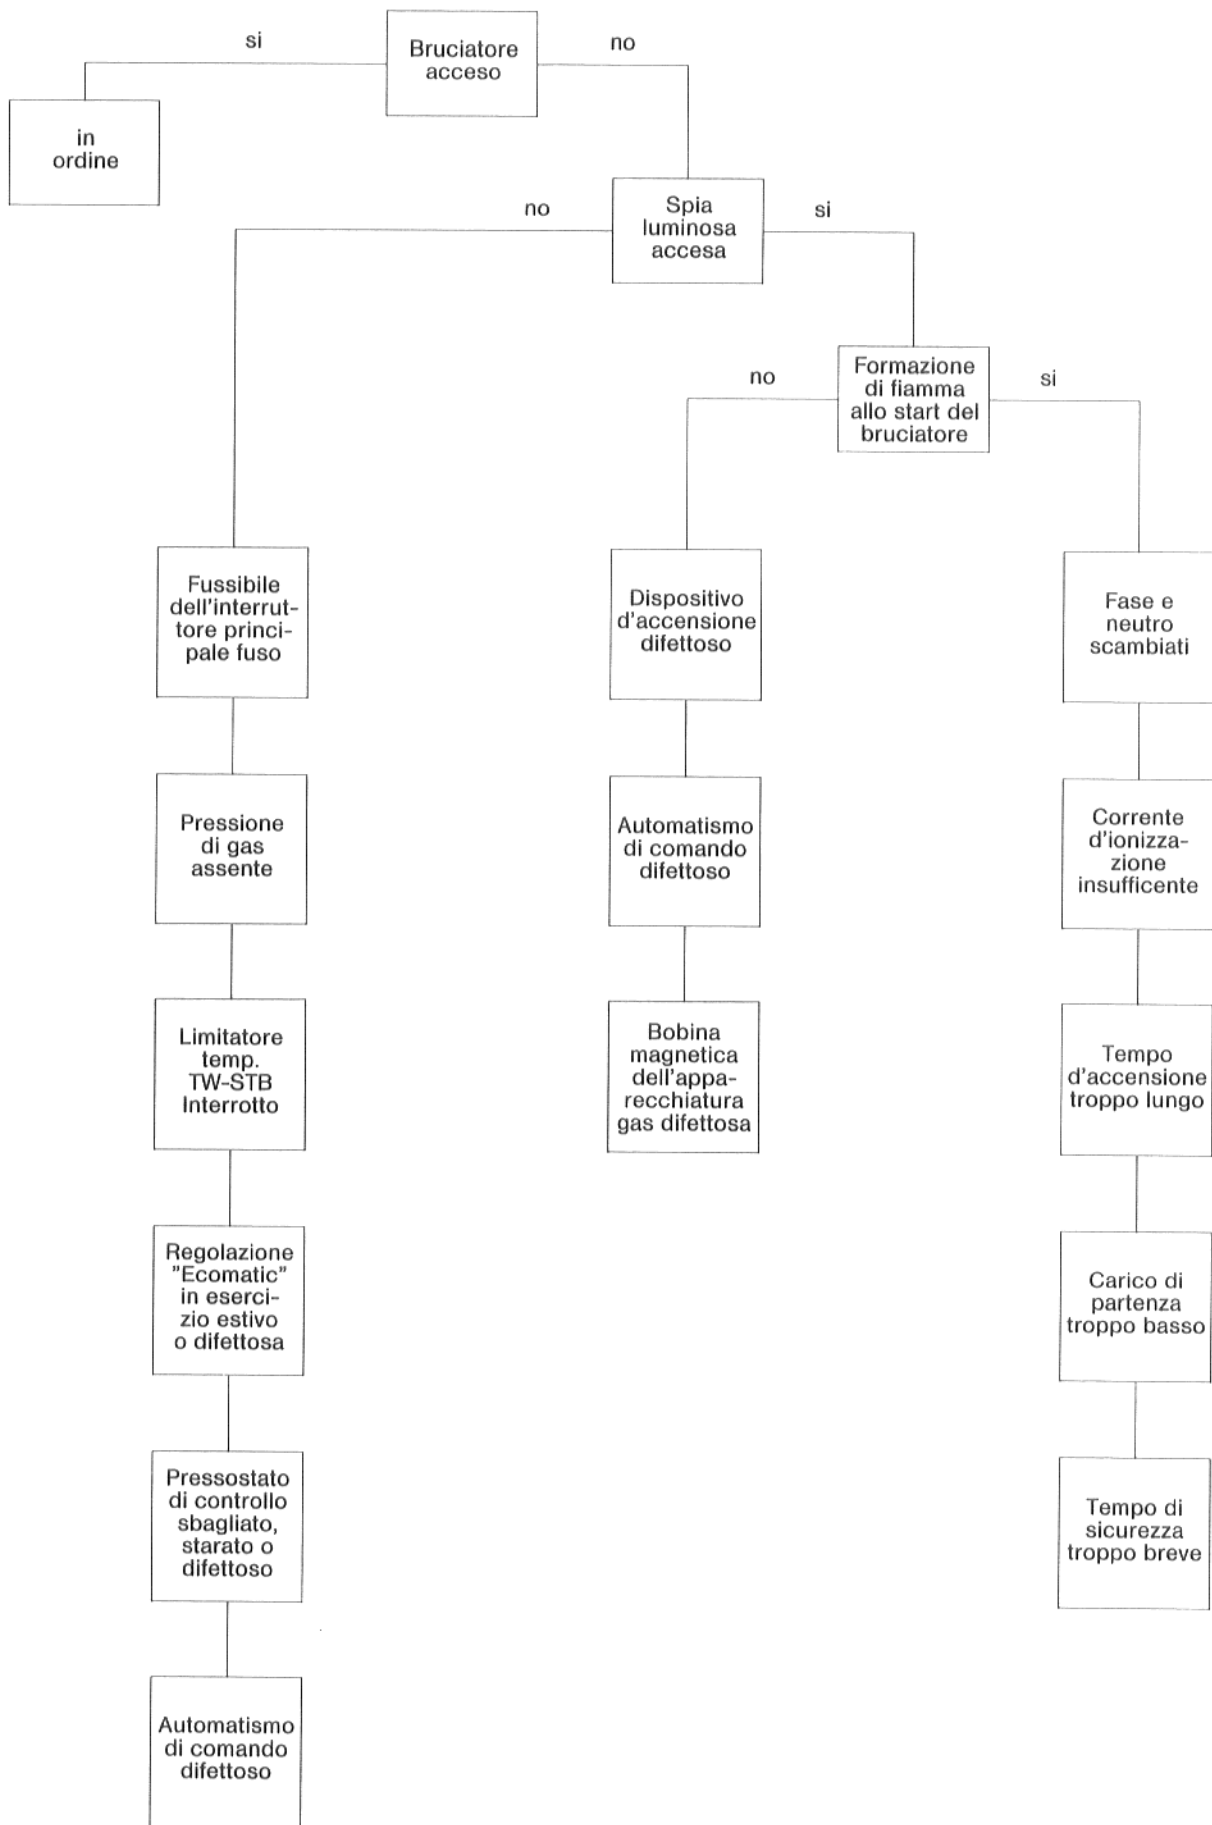 si
Bruciatore
acceso
no
in
ordine
no
Spia
luminosa
accesa
si
no
Formazione
di fiamma
allo start del
bruciatore
si
Fussibile
dell'interrut-
tore princi-
pale fuso
Dispositivo
d'accensione
difettoso
Fase e
neutro
scambiati
Pressione
di gas
assente
Automatismo
di comando
difettoso
Corrente
d'ionizza-
zione
insufficente
Limitatore
temp.
TW-STB
Interrotto
Bobina
magnetica
dell'appa-
recchiatura
gas difettosa
Tempo
d'accensione
troppo lungo
Regolazione
"Ecomatic"
in eserci-
zio estivo
o difettosa
Carico di
partenza
troppo basso
Pressostato
di controllo
sbagliato,
starato o
difettoso
Tempo di
sicurezza
troppo breve
Automatismo
di comando
difettoso